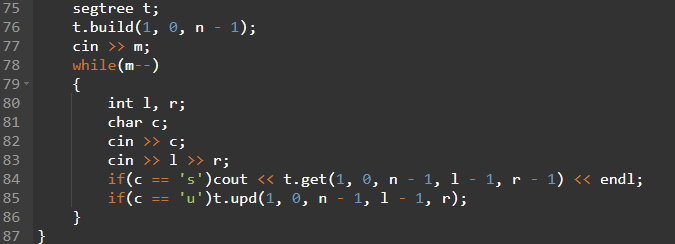 75 segtree t;
76 t.build(1, 0, n - 1);
77 cin >> m;
78 while(m--)
79 {
80 int l, r;
81 char c;
82 cin >> c;
83 cin >> l >> r;
84 if(c == 's')cout << t.get(1, 0, n - 1, l - 1, r - 1) << endl;
85 if(c == 'u')t.upd(1, 0, n - 1, l - 1, r);
86 }
87 }